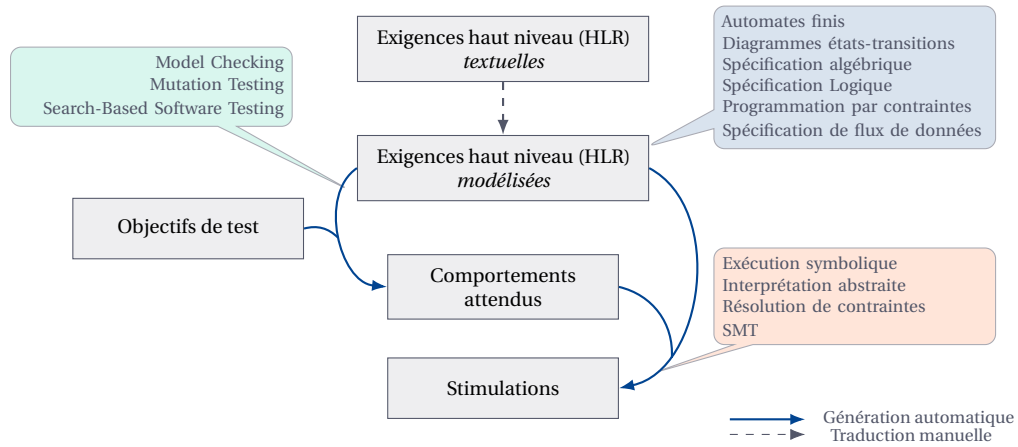 Exigences haut niveau (HLR)
textuelles
Automates finis
Diagrammes états-transitions
Spécification algébrique
Spécification Logique
Programmation par contraintes
Spécification de flux de données
Model Checking
Mutation Testing
Search-Based Software Testing
Exigences haut niveau (HLR)
modélisées
Objectifs de test
Comportements
attendus
Exécution symbolique
Interprétation abstraite
Résolution de contraintes
SMT
Stimulations
Génération automatique
Traduction manuelle